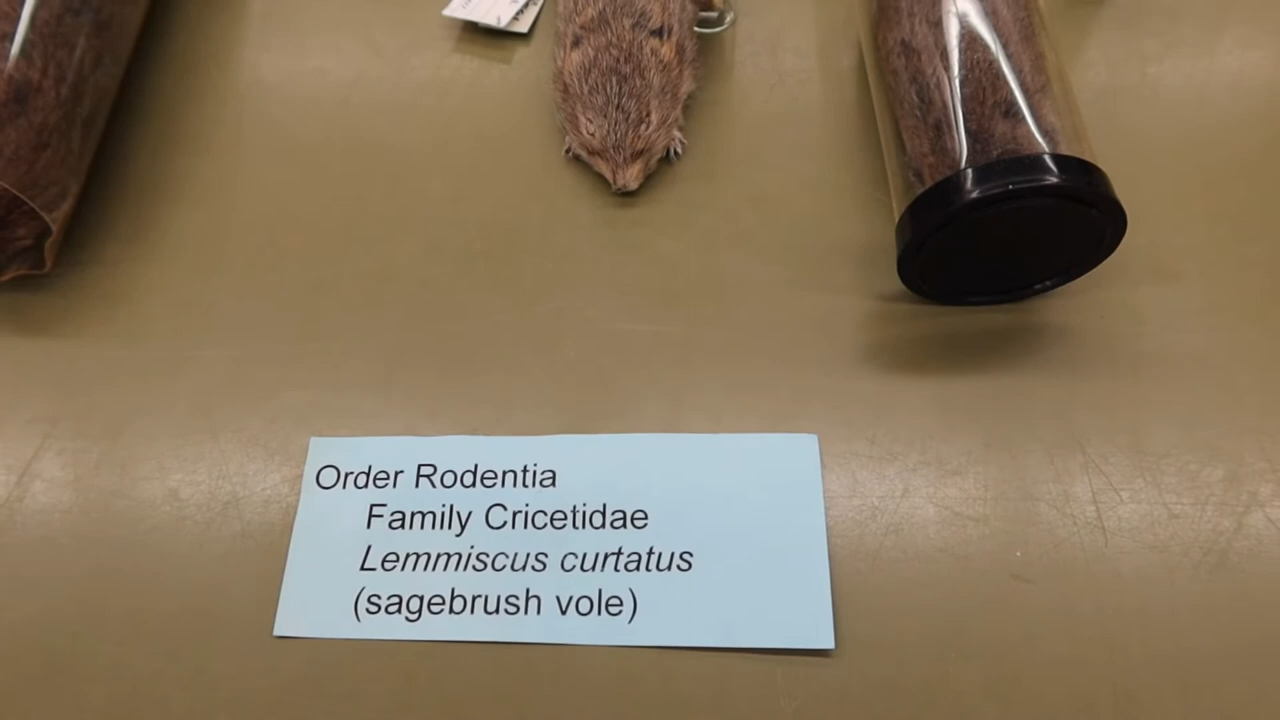 Order Rodentia
Family Cricetidae
Lemmiscus curtatus
(sagebrush vole)